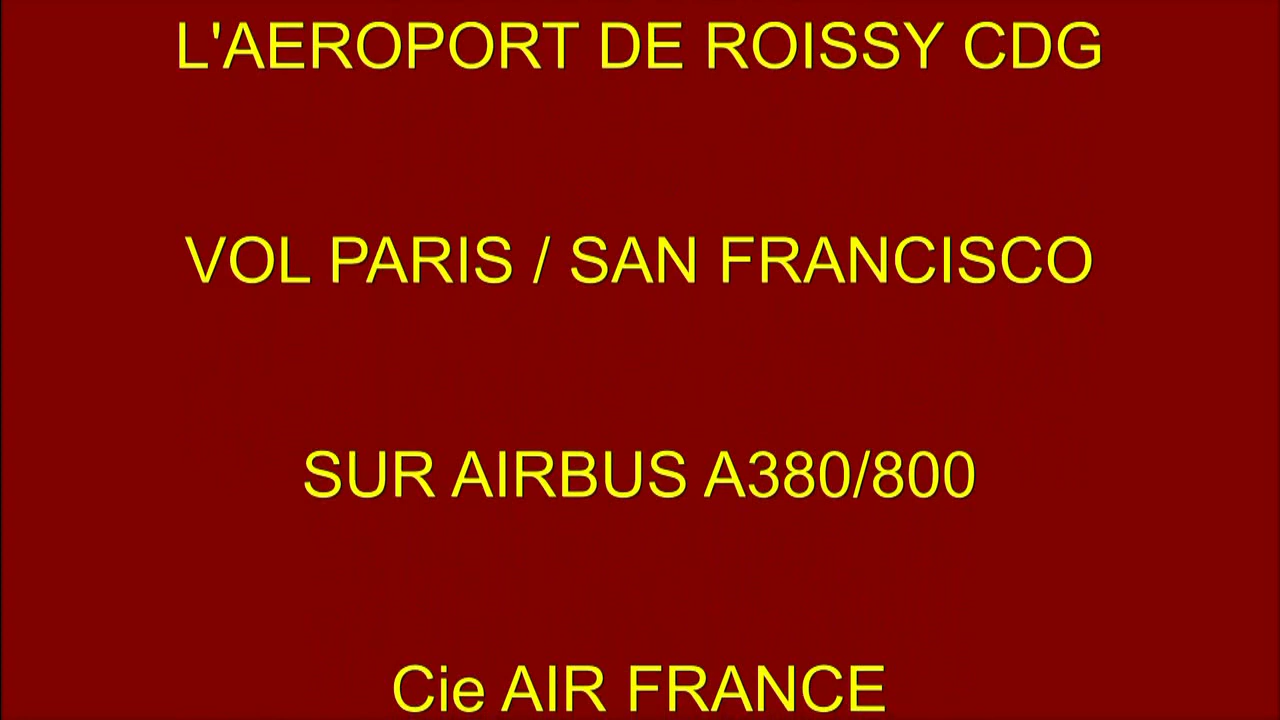 L'AEROPORT DE ROISSY CDG
VOL PARIS / SAN FRANCISCO
SUR AIRBUS A380/800
Cie AIR FRANCE